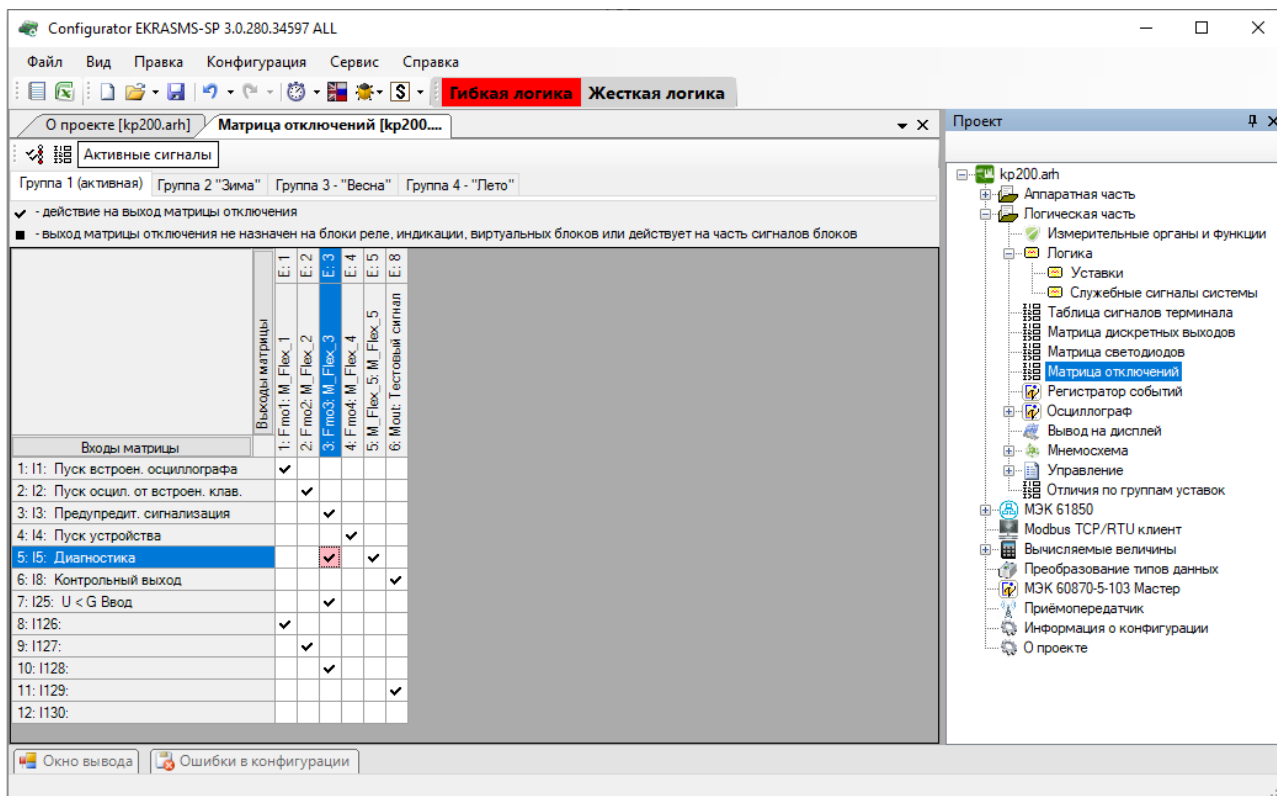 Configurator EKRASMS-SP 3.0.280.34597 ALL
Файл Вид Правка Конфигурация Сервис Справка
Гибкая логика Жесткая логика
О проекте [kp200.arh] Матрица отключений [kp200....
Активные сигналы
Группа 1 (активная) Группа 2 "Зима" Группа 3 - "Весна" Группа 4 - "Лето"
- действие на выход матрицы отключения
- выход матрицы отключения не назначен на блоки реле, индикации, виртуальных блоков или действует на часть сигналов блоков
Выходы матрицы
1: Fmo1: M_Flex_1 E: 1
2: Fmo2: M_Flex_2 E: 2
3: Fmo3: M_Flex_3 E: 3
4: Fmo4: M_Flex_4 E: 4
5: M_Flex_5: M_Flex_5 E: 5
6: Mout: Тестовый сигнал E: 8
Входы матрицы
1: I1: Пуск встроен. осциллографа
2: I2: Пуск осцил. от встроен. клав.
3: I3: Предупредит. сигнализация
4: I4: Пуск устройства
5: I5: Диагностика
6: I8: Контрольный выход
7: I25: U < G Ввод
8: I126:
9: I127:
10: I128:
11: I129:
12: I130:
Окно вывода Ошибки в конфигурации
Проект
kp200.arh
Аппаратная часть
Логическая часть
Измерительные органы и функции
Логика
Уставки
Служебные сигналы системы
Таблица сигналов терминала
Матрица дискретных выходов
Матрица светодиодов
Матрица отключений
Регистратор событий
Осциллограф
Вывод на дисплей
Мнемосхема
Управление
Отличия по группам уставок
МЭК 61850
Modbus TCP/RTU клиент
Вычисляемые величины
Преобразование типов данных
МЭК 60870-5-103 Мастер
Приёмопередатчик
Информация о конфигурации
О проекте